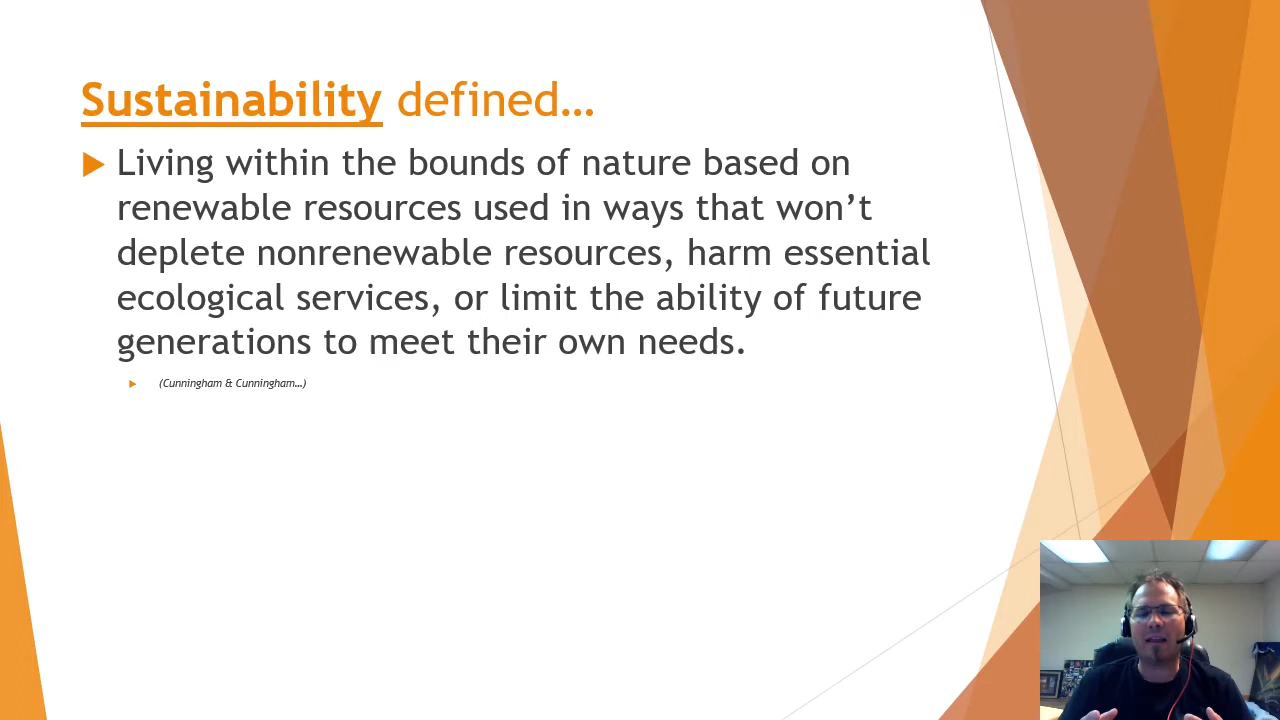 Sustainability defined…
Living within the bounds of nature based on
renewable resources used in ways that won’t
deplete nonrenewable resources, harm essential
ecological services, or limit the ability of future
generations to meet their own needs.
(Cunningham & Cunningham…)